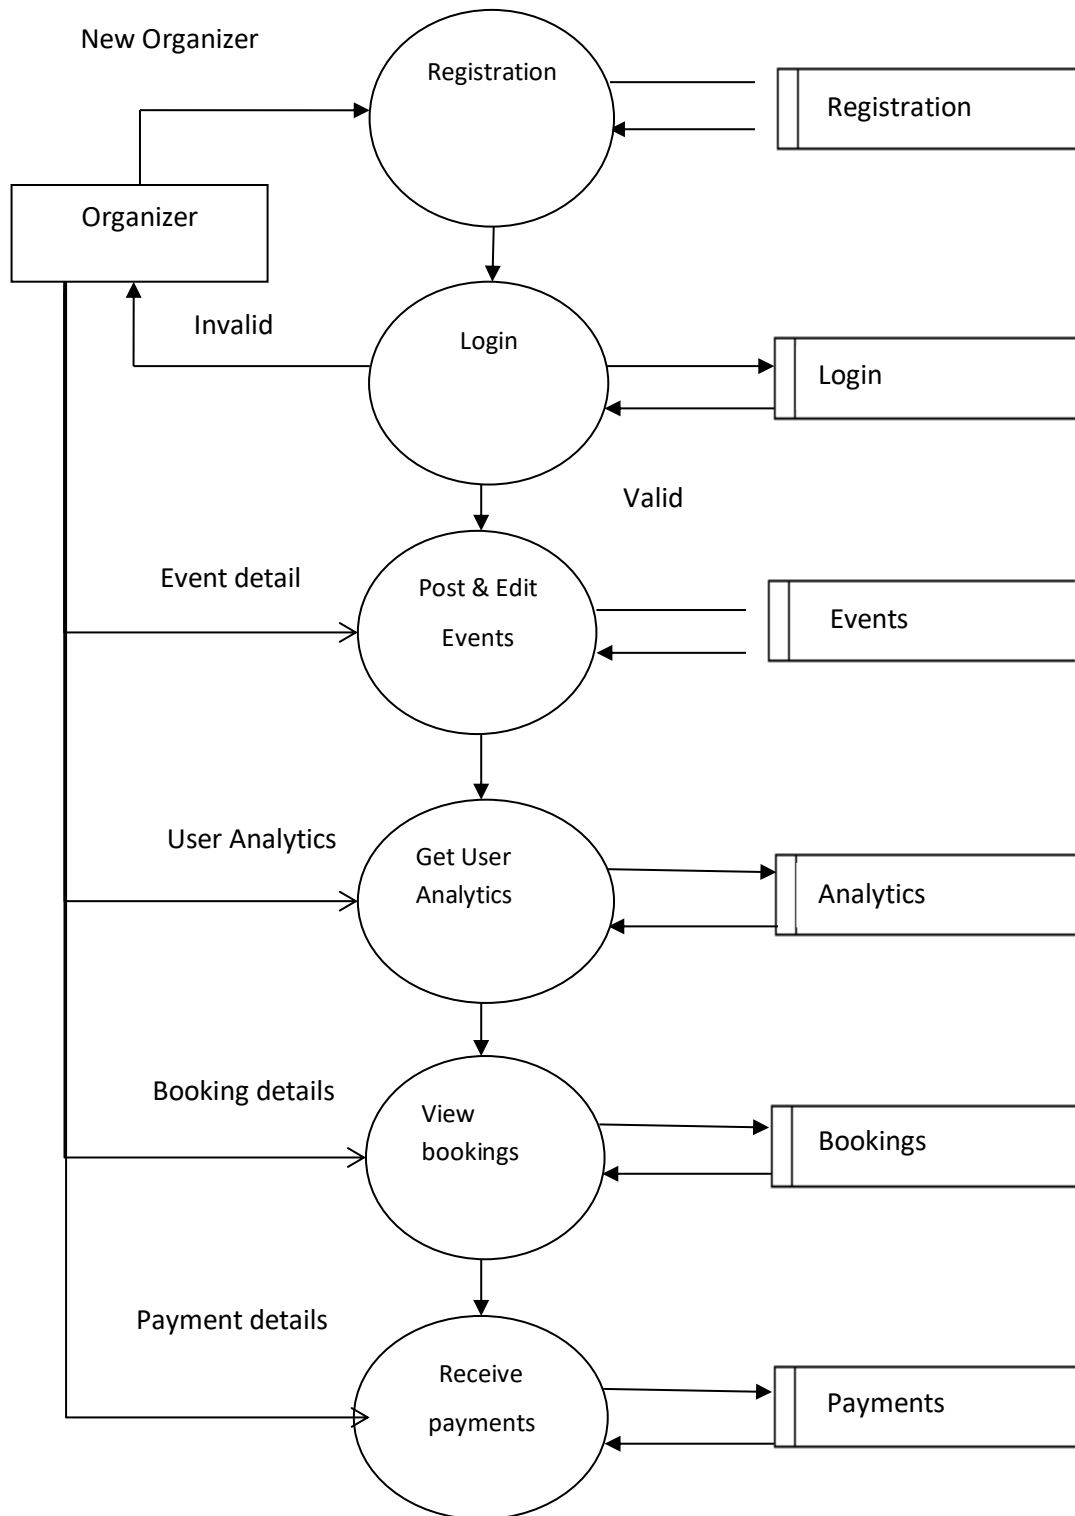 New Organizer
Registration
Registration
Organizer
Invalid
Login
Login
Valid
Event detail
Post & Edit
Events
Events
User Analytics
Get User
Analytics
Analytics
Booking details
View
bookings
Bookings
Payment details
Receive
payments
Payments